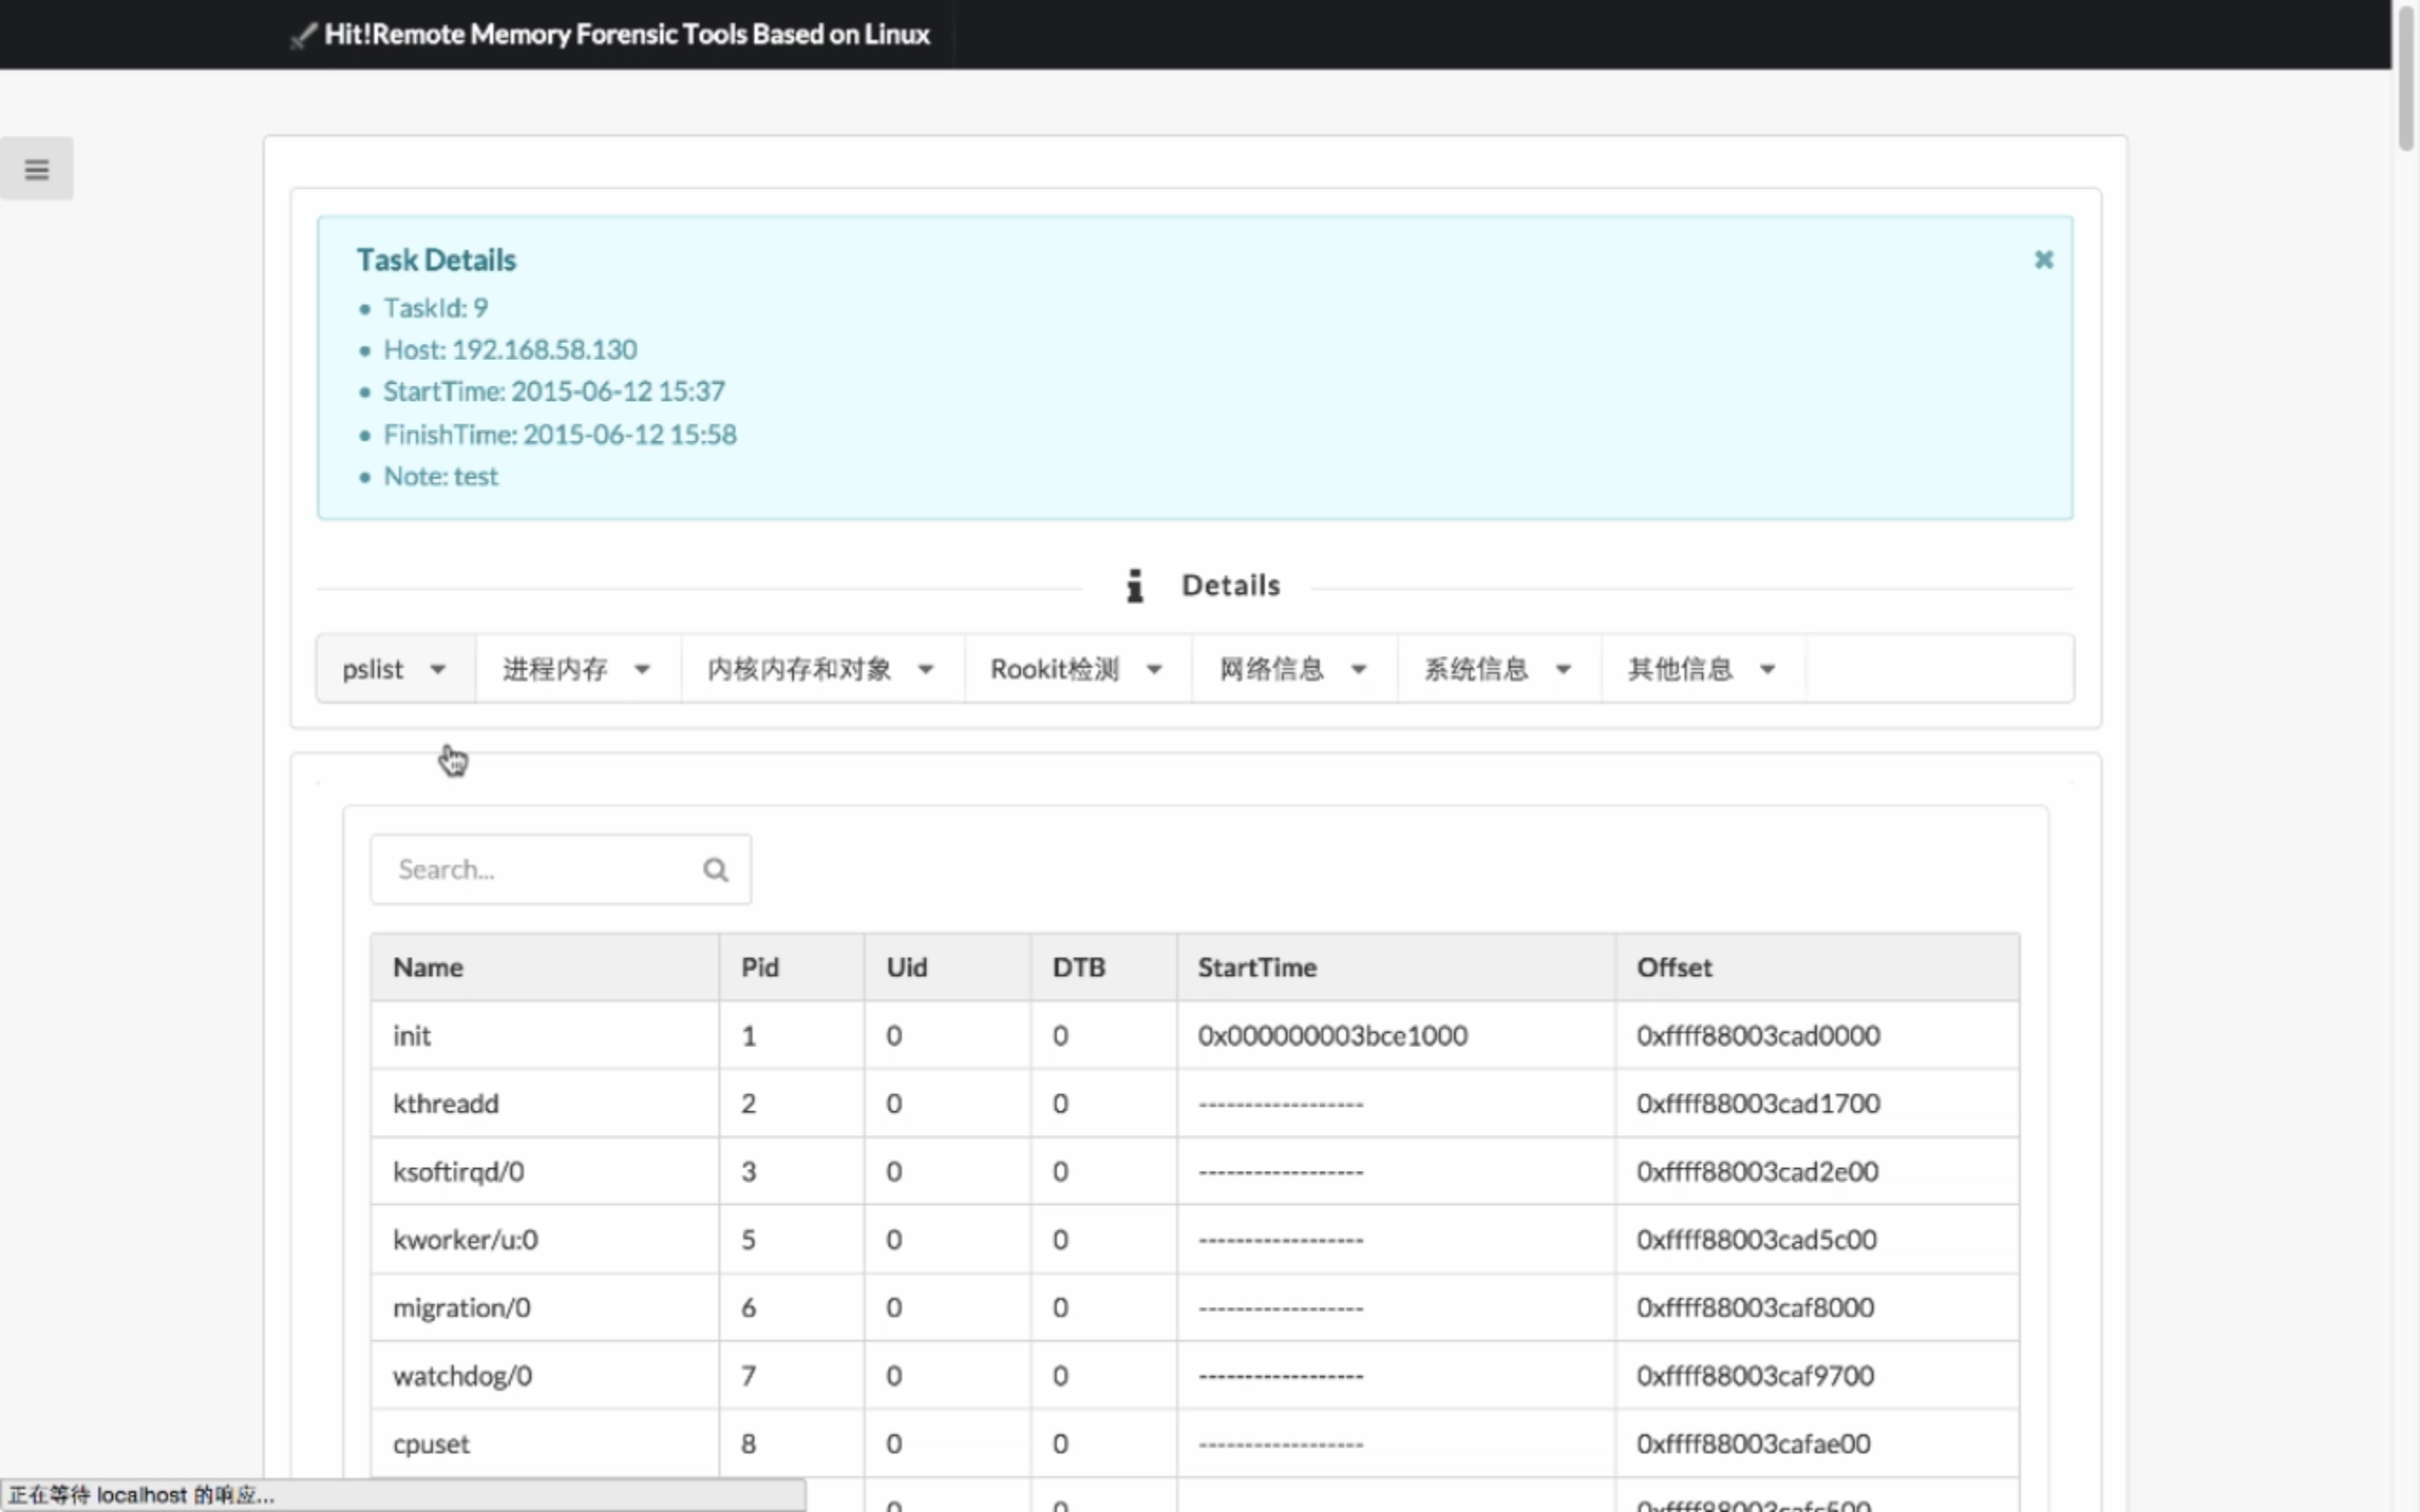 Hit!Remote Memory Forensic Tools Based on Linux
Task Details
TaskId: 9
Host: 192.168.58.130
StartTime: 2015-06-12 15:37
FinishTime: 2015-06-12 15:58
Note: test
Details
pslist 进程内存 内核内存和对象 Rookit检测 网络信息 系统信息 其他信息
Search...
Name Pid Uid DTB StartTime Offset
init 1 0 0 0x000000003bce1000 0xffff88003cad0000
kthreadd 2 0 0 ------------------ 0xffff88003cad1700
ksoftirqd/0 3 0 0 ------------------ 0xffff88003cad2e00
kworker/u:0 5 0 0 ------------------ 0xffff88003cad5c00
migration/0 6 0 0 ------------------ 0xffff88003caf8000
watchdog/0 7 0 0 ------------------ 0xffff88003caf9700
cpuset 8 0 0 ------------------ 0xffff88003cafae00
正在等待 localhost 的响应...